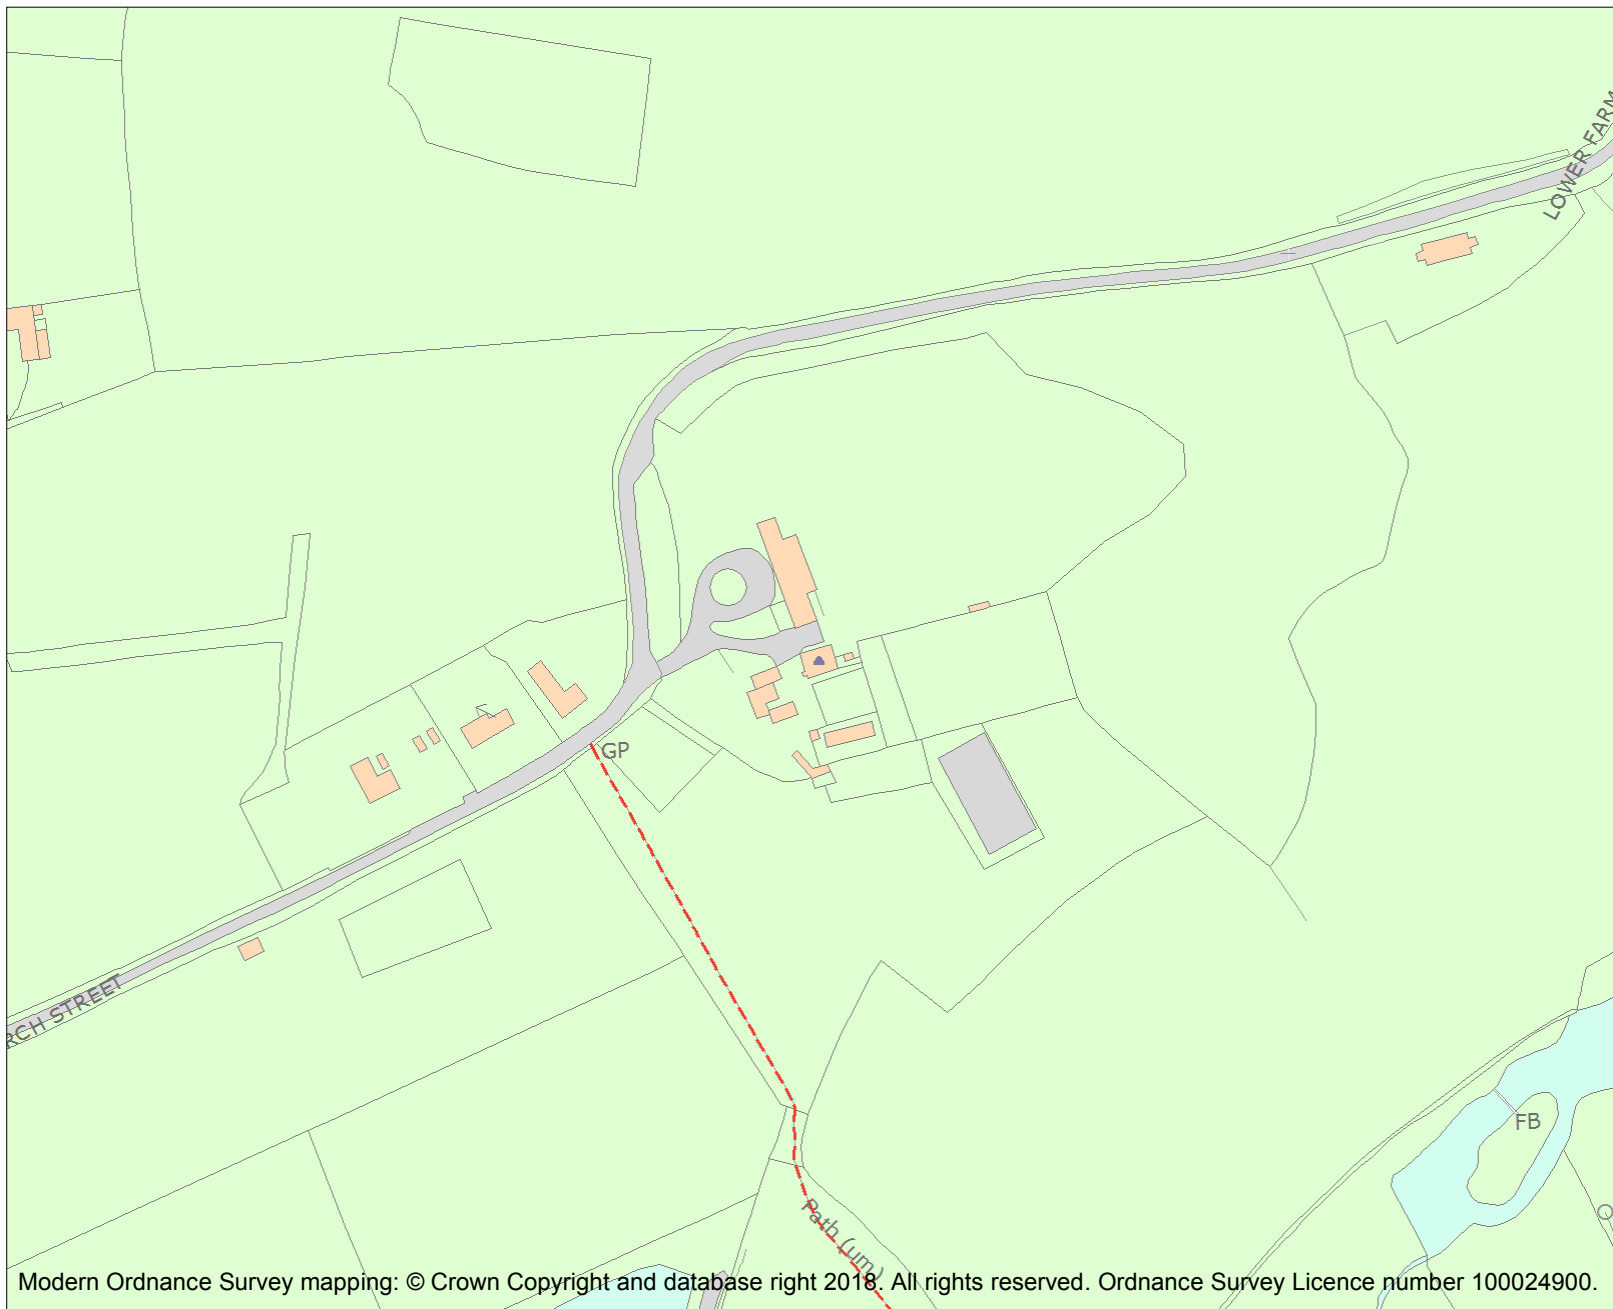 LOWER FARM
GP
RCH STREET
FB
Path (um)
Modern Ordnance Survey mapping: © Crown Copyright and database right 2018. All rights reserved. Ordnance Survey Licence number 100024900.